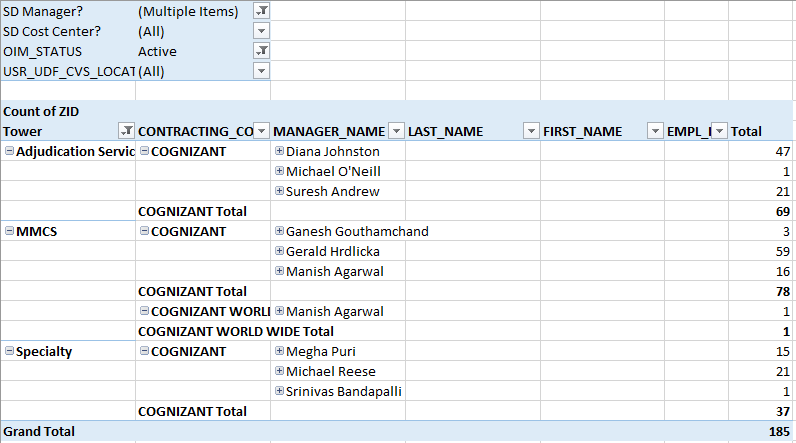 SD Manager? (Multiple Items)
SD Cost Center? (All)
OIM_STATUS Active
USR_UDF_CVS_LOCAT (All)
Count of ZID
Tower CONTRACTING_CO MANAGER_NAME LAST_NAME FIRST_NAME EMPL_I Total
Adjudication Servic COGNIZANT Diana Johnston 47
Michael O'Neill 1
Suresh Andrew 21
COGNIZANT Total 69
MMCS COGNIZANT Ganesh Gouthamchand 3
Gerald Hrdlicka 59
Manish Agarwal 16
COGNIZANT Total 78
COGNIZANT WORL Manish Agarwal 1
COGNIZANT WORLD WIDE Total 1
Specialty COGNIZANT Megha Puri 15
Michael Reese 21
Srinivas Bandapalli 1
COGNIZANT Total 37
Grand Total 185